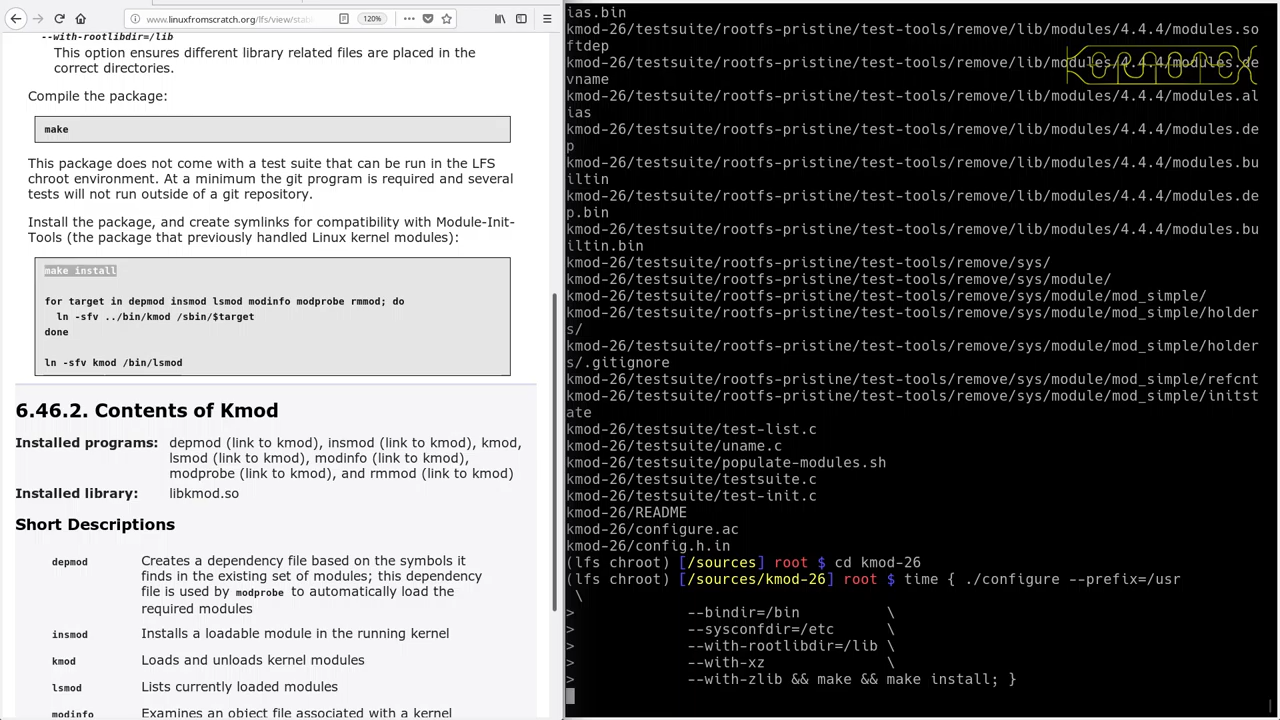 www.linuxfromscratch.org/lfs/view/stab
120%
--with-rootlibdir=/lib
This option ensures different library related files are placed in the
correct directories.
Compile the package:
make
This package does not come with a test suite that can be run in the LFS
chroot environment. At a minimum the git program is required and several
tests will not run outside of a git repository.
Install the package, and create symlinks for compatibility with Module-Init-
Tools (the package that previously handled Linux kernel modules):
make install
for target in depmod insmod lsmod modinfo modprobe rmmod; do
ln -sfv ../bin/kmod /sbin/$target
done
ln -sfv kmod /bin/lsmod
6.46.2. Contents of Kmod
Installed programs: depmod (link to kmod), insmod (link to kmod), kmod,
lsmod (link to kmod), modinfo (link to kmod),
modprobe (link to kmod), and rmmod (link to kmod)
Installed library: libkmod.so
Short Descriptions
depmod Creates a dependency file based on the symbols it
finds in the existing set of modules; this dependency
file is used by modprobe to automatically load the
required modules
insmod Installs a loadable module in the running kernel
kmod Loads and unloads kernel modules
lsmod Lists currently loaded modules
modinfo Examines an object file associated with a kernel
ias.bin
kmod-26/testsuite/rootfs-pristine/test-tools/remove/lib/modules/4.4.4/modules.so
ftdep
kmod-26/testsuite/rootfs-pristine/test-tools/remove/lib/modules/4.4.4/modules.de
vname
kmod-26/testsuite/rootfs-pristine/test-tools/remove/lib/modules/4.4.4/modules.al
ias
kmod-26/testsuite/rootfs-pristine/test-tools/remove/lib/modules/4.4.4/modules.de
p
kmod-26/testsuite/rootfs-pristine/test-tools/remove/lib/modules/4.4.4/modules.bu
iltin
kmod-26/testsuite/rootfs-pristine/test-tools/remove/lib/modules/4.4.4/modules.de
p.bin
kmod-26/testsuite/rootfs-pristine/test-tools/remove/lib/modules/4.4.4/modules.bu
iltin.bin
kmod-26/testsuite/rootfs-pristine/test-tools/remove/sys/
kmod-26/testsuite/rootfs-pristine/test-tools/remove/sys/module/
kmod-26/testsuite/rootfs-pristine/test-tools/remove/sys/module/mod_simple/
kmod-26/testsuite/rootfs-pristine/test-tools/remove/sys/module/mod_simple/holder
s/
kmod-26/testsuite/rootfs-pristine/test-tools/remove/sys/module/mod_simple/holder
s/.gitignore
kmod-26/testsuite/rootfs-pristine/test-tools/remove/sys/module/mod_simple/refcnt
kmod-26/testsuite/rootfs-pristine/test-tools/remove/sys/module/mod_simple/initst
ate
kmod-26/testsuite/test-list.c
kmod-26/testsuite/uname.c
kmod-26/testsuite/populate-modules.sh
kmod-26/testsuite/testsuite.c
kmod-26/testsuite/test-init.c
kmod-26/README
kmod-26/configure.ac
kmod-26/config.h.in
(lfs chroot) [/sources] root $ cd kmod-26
(lfs chroot) [/sources/kmod-26] root $ time { ./configure --prefix=/usr
\
> --bindir=/bin \
> --sysconfdir=/etc \
> --with-rootlibdir=/lib \
> --with-xz \
> --with-zlib && make && make install; }